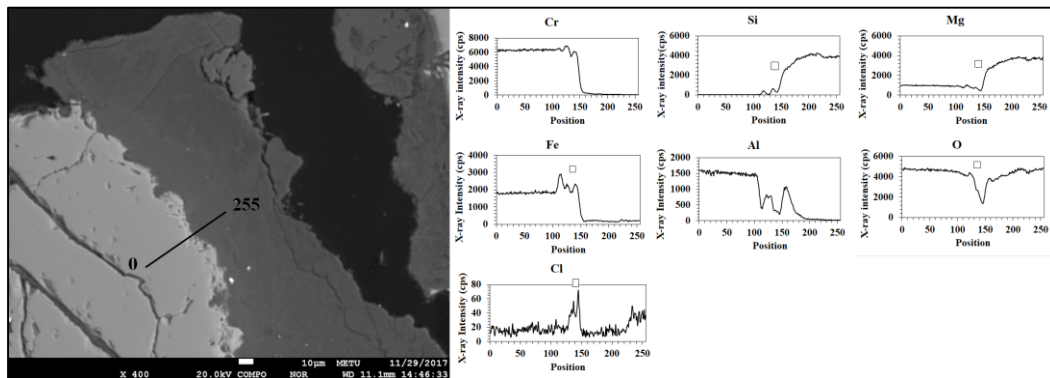 255
0
10μm METU 11/29/2017
X 400 20.0kV COMPO NOR WD 11.1mm 14:46:33
Cr
X-ray intensity (cps)
8000
6000
4000
2000
0
0 50 100 150 200 250
Position
Si
X-ray intensity(cps)
6000
4000
2000
0
0 50 100 150 200 250
Position
Mg
X-ray intensity (cps)
6000
4000
2000
0
0 50 100 150 200 250
Position
Fe
X-ray Intensity (cps)
4000
3000
2000
1000
0
0 50 100 150 200 250
Position
Al
X-ray Intensity (cps)
2000
1500
1000
500
0
0 50 100 150 200 250
Position
O
X-ray Intensity (cps)
6000
4000
2000
0
0 50 100 150 200 250
Position
Cl
X-ray Intensity (cps)
80
60
40
20
0
0 50 100 150 200 250
Position